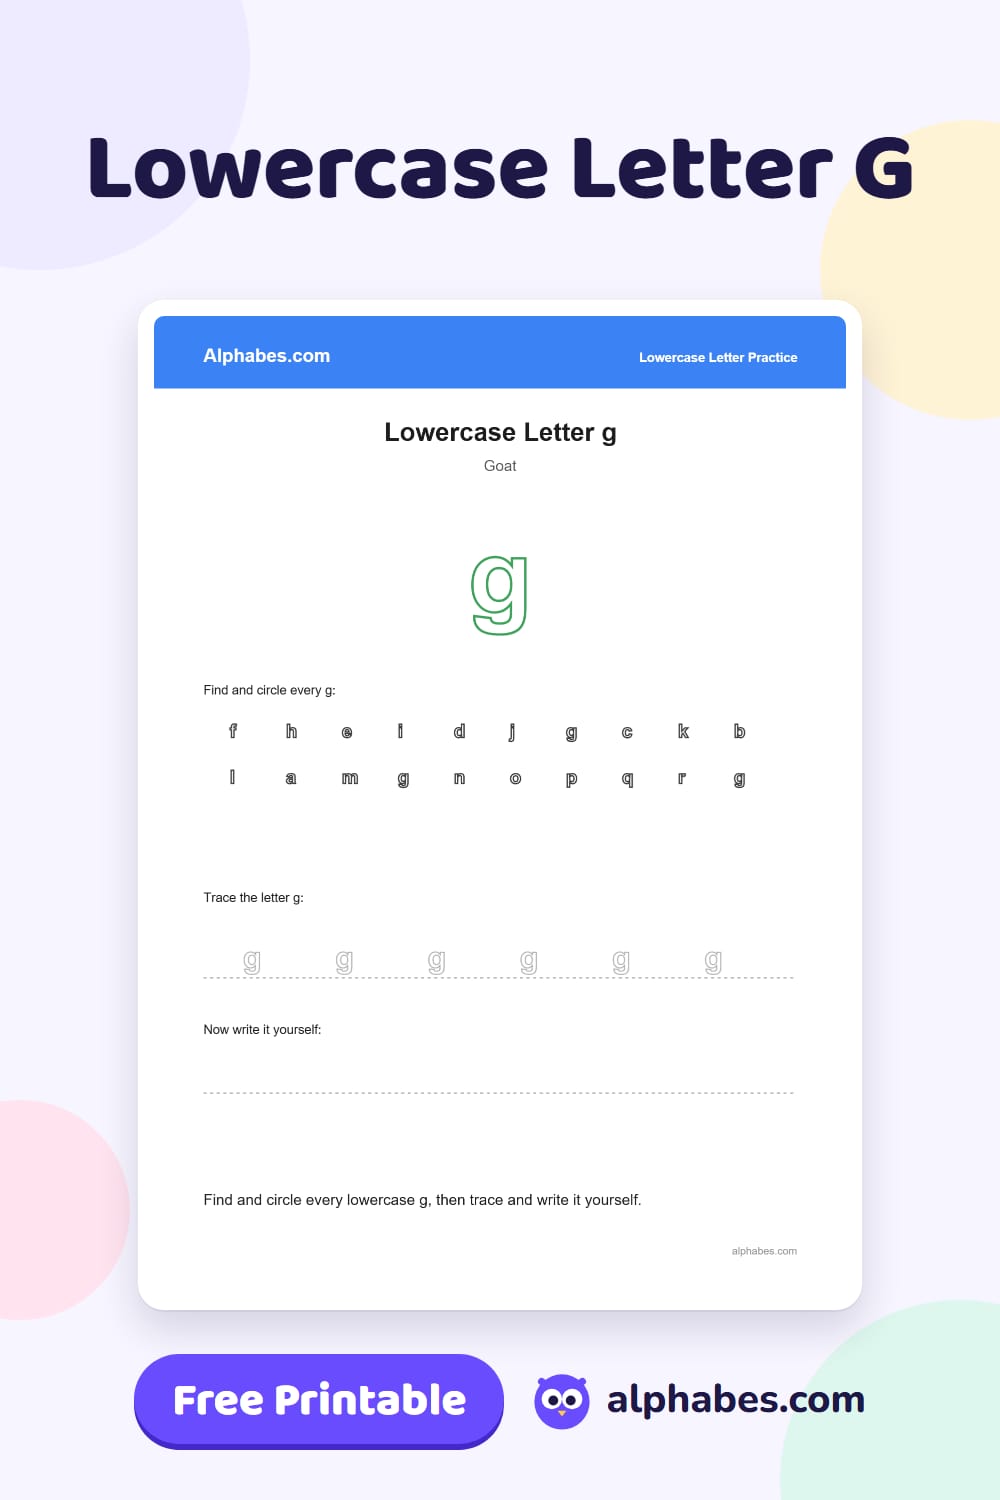 Lowercase Letter G
Alphabes.com
Lowercase Letter Practice
Lowercase Letter g
Goat
g
Find and circle every g:
f h e i d j g c k b
l a m g n o p q r g
Trace the letter g:
g g g g g g
Now write it yourself:
Find and circle every lowercase g, then trace and write it yourself.
alphabes.com
Free Printable
alphabes.com